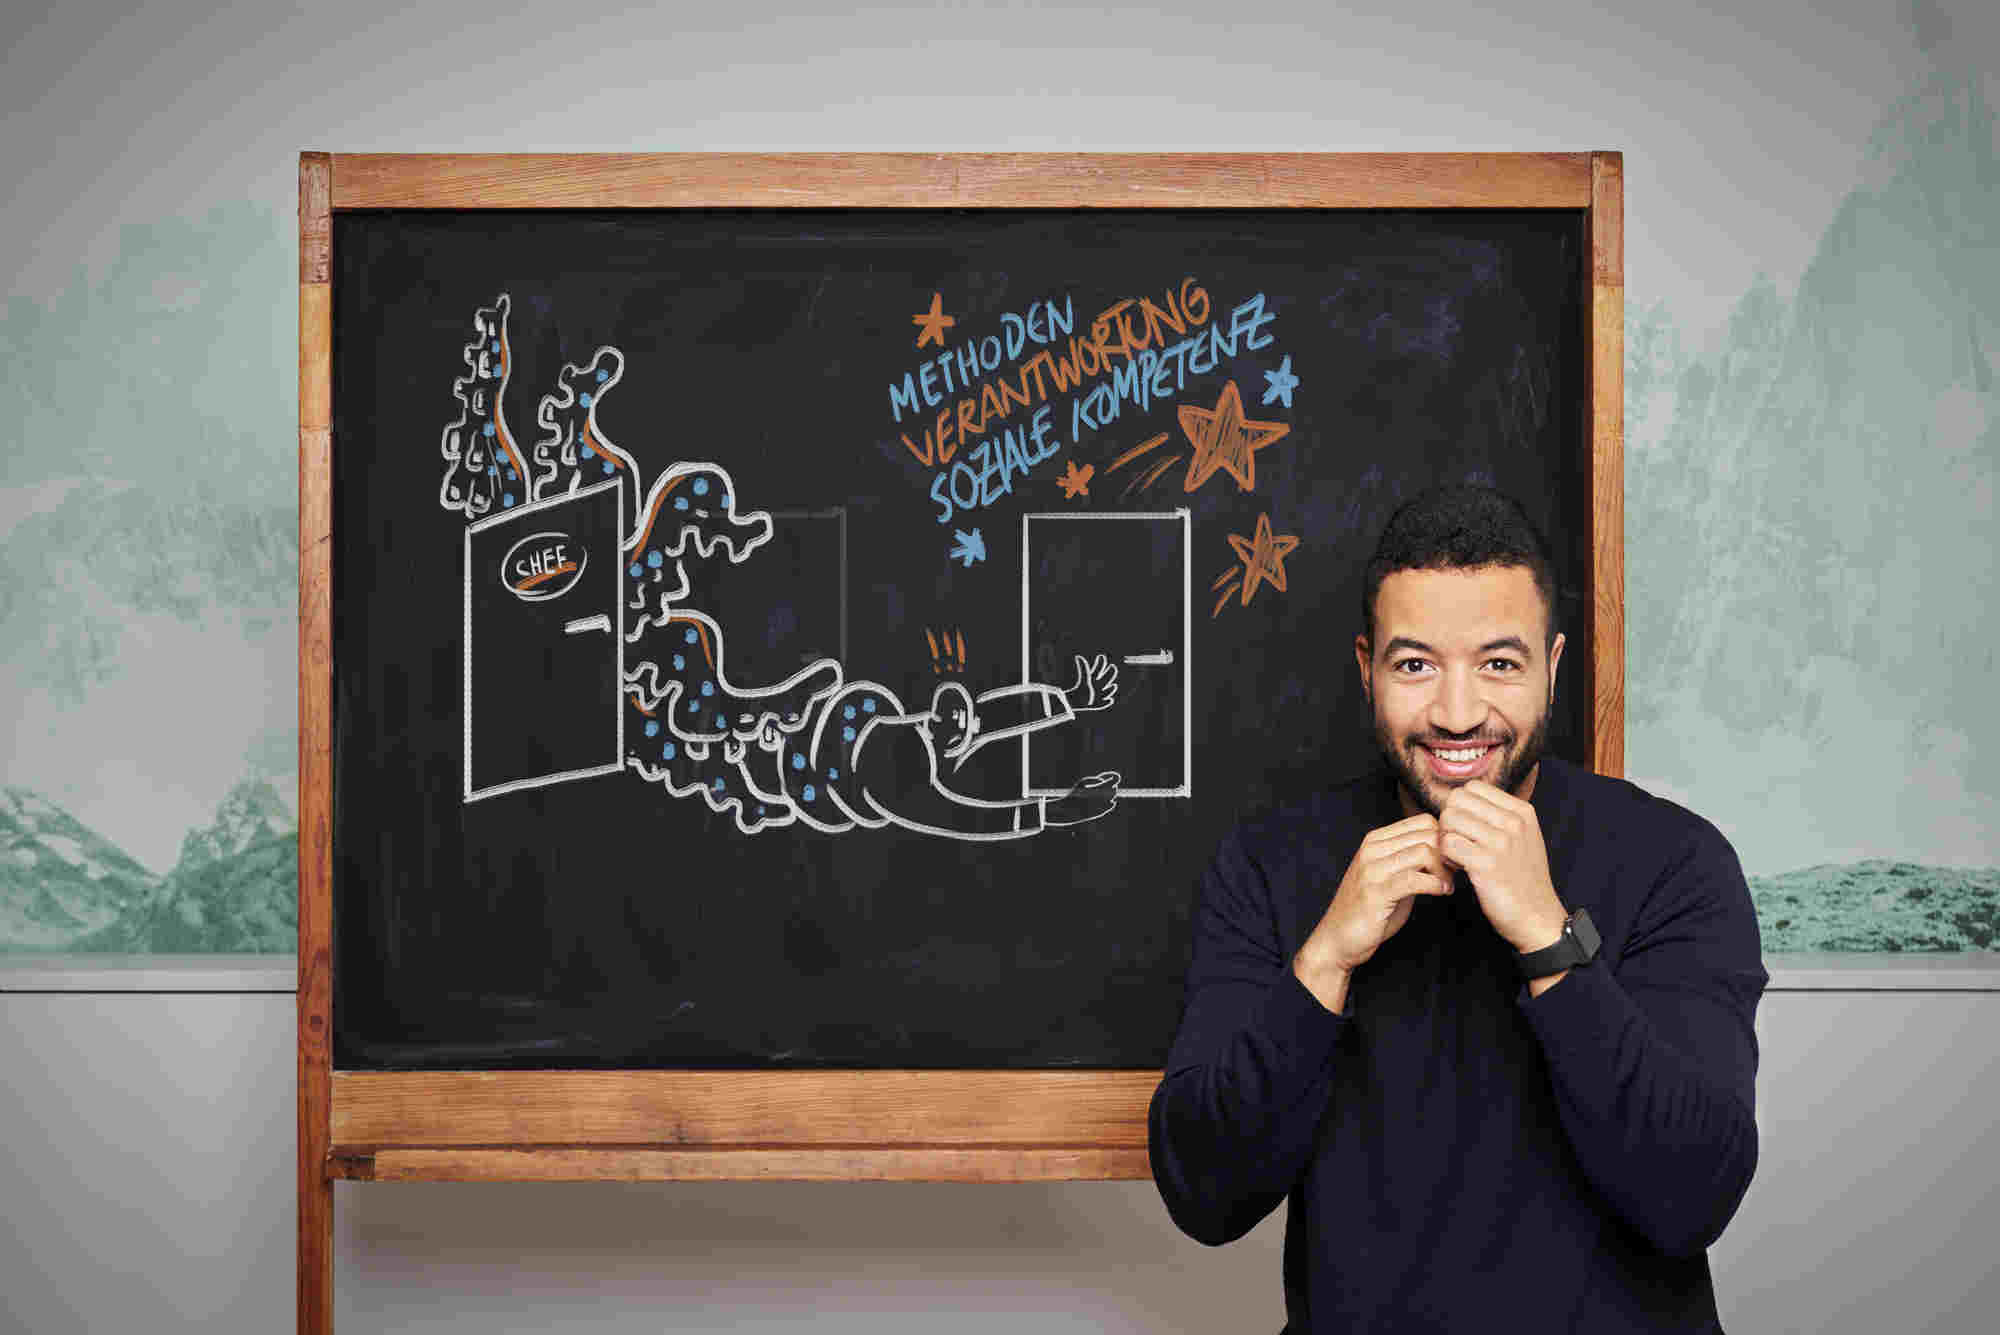 METHODEN
VERANTWORTUNG
SOZIALE KOMPETENZ
CHEF
!!!